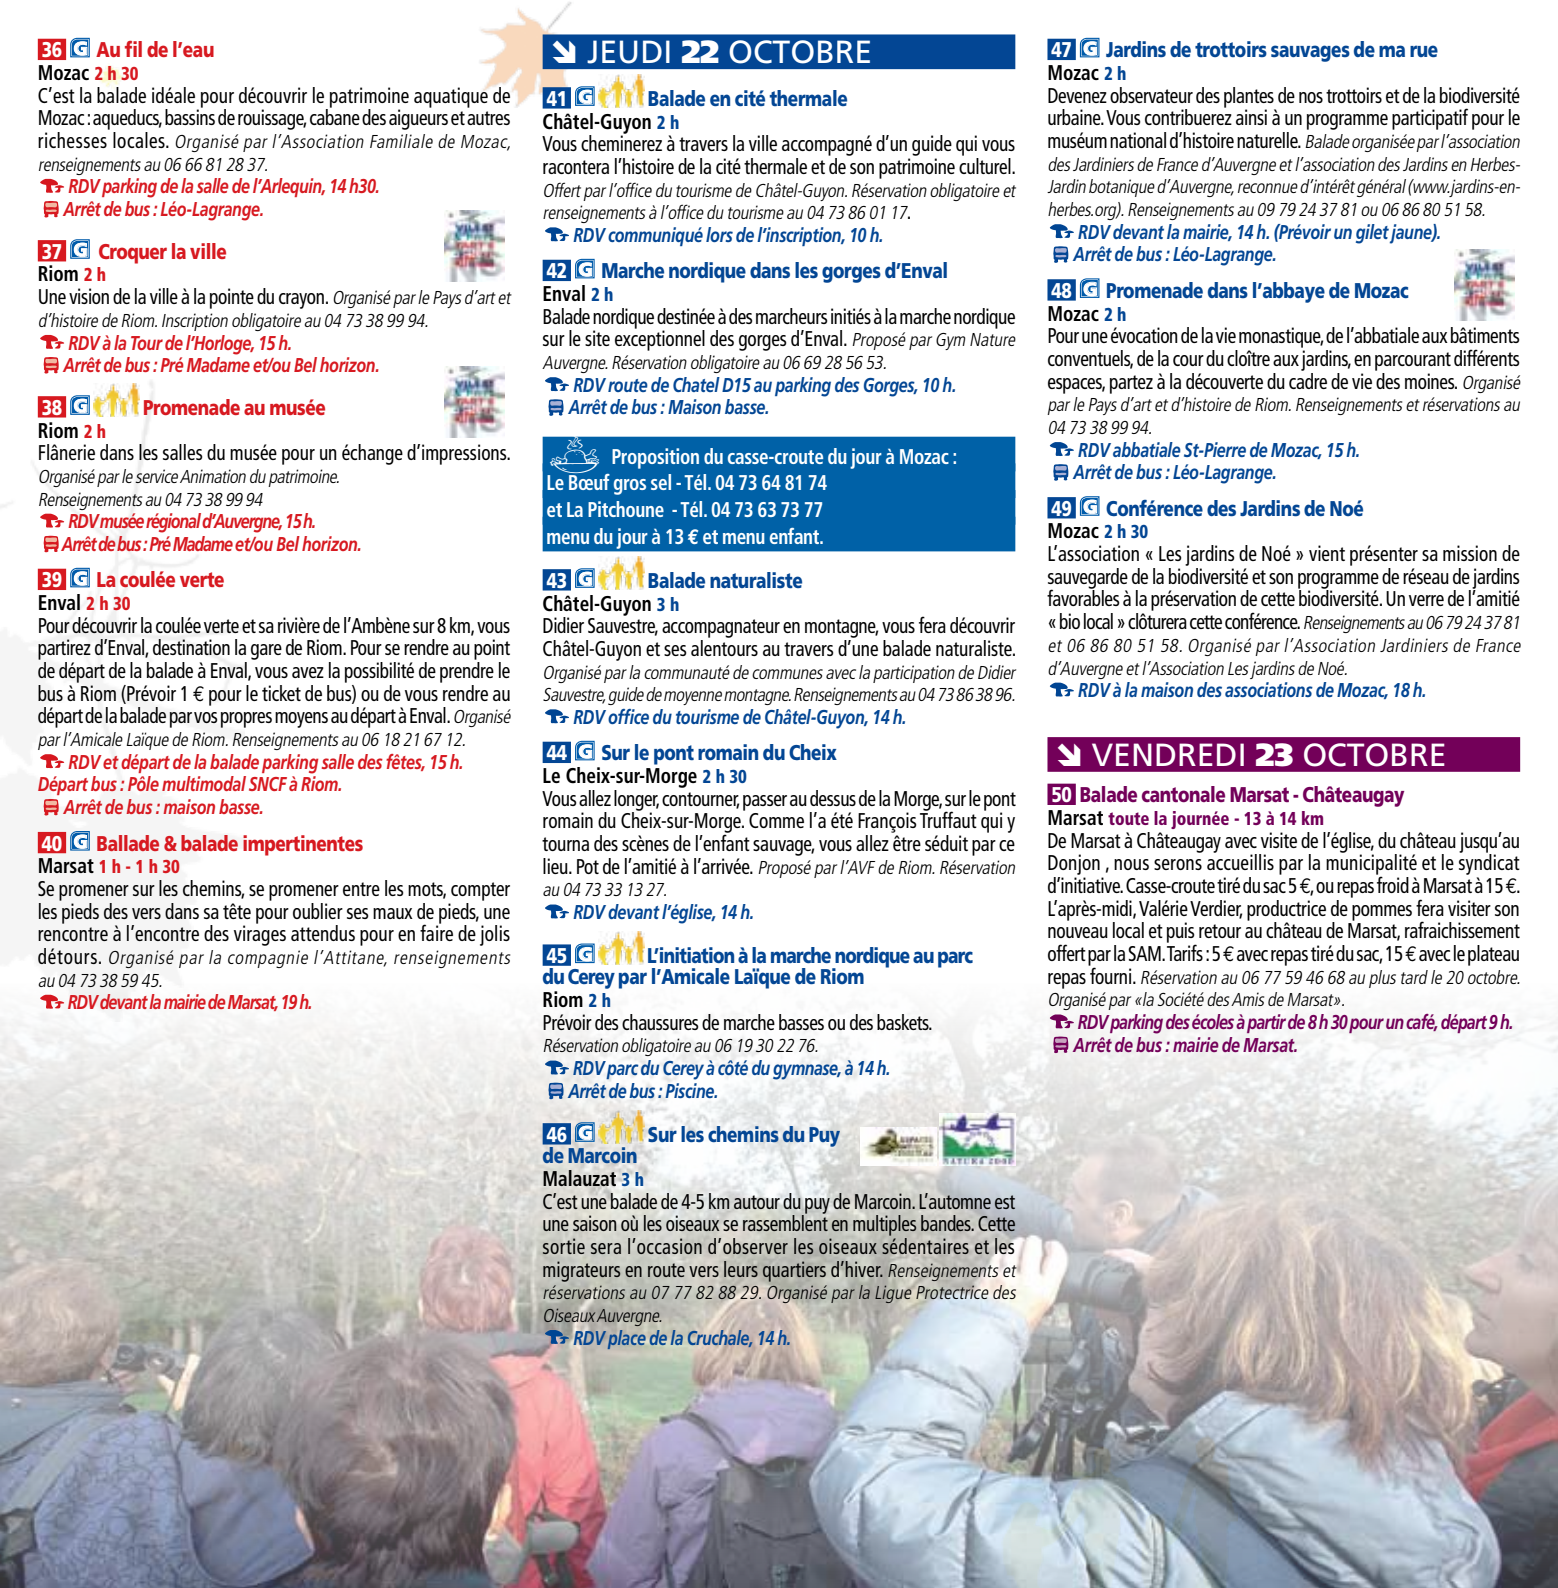 36 G Au fil de l'eau
Mozac 2 h 30
C'est la balade idéale pour découvrir le patrimoine aquatique de
Mozac : aqueducs, bassins de rouissage, cabane des aigueurs et autres
richesses locales. Organisé par l'Association Familiale de Mozac,
renseignements au 06 66 81 28 37.
RDV parking de la salle de l'Arlequin, 14 h30.
Arrêt de bus : Léo-Lagrange.
37 G Croquer la ville
Riom 2 h
Une vision de la ville à la pointe du crayon. Organisé par le Pays d'art et
d'histoire de Riom. Inscription obligatoire au 04 73 38 99 94.
RDV à la Tour de l'Horloge, 15 h.
Arrêt de bus : Pré Madame et/ou Bel horizon.
38 G Promenade au musée
Riom 2 h
Flânerie dans les salles du musée pour un échange d'impressions.
Organisé par le service Animation du patrimoine.
Renseignements au 04 73 38 99 94
RDV musée régional d'Auvergne, 15 h.
Arrêt de bus : Pré Madame et/ou Bel horizon.
39 G La coulée verte
Enval 2 h 30
Pour découvrir la coulée verte et sa rivière de l'Ambène sur 8 km, vous
partirez d'Enval, destination la gare de Riom. Pour se rendre au point
de départ de la balade à Enval, vous avez la possibilité de prendre le
bus à Riom (Prévoir 1 € pour le ticket de bus) ou de vous rendre au
départ de la balade par vos propres moyens au départ à Enval. Organisé
par l'Amicale Laïque de Riom. Renseignements au 06 18 21 67 12.
RDV et départ de la balade parking salle des fêtes, 15 h.
Départ bus : Pôle multimodal SNCF à Riom.
Arrêt de bus : maison basse.
40 G Ballade & balade impertinentes
Marsat 1 h - 1 h 30
Se promener sur les chemins, se promener entre les mots, compter
les pieds des vers dans sa tête pour oublier ses maux de pieds, une
rencontre à l'encontre des virages attendus pour en faire de jolis
détours. Organisé par la compagnie l'Attitane, renseignements
au 04 73 38 59 45.
RDV devant la mairie de Marsat, 19 h.
JEUDI 22 OCTOBRE
41 G Balade en cité thermale
Châtel-Guyon 2 h
Vous cheminerez à travers la ville accompagné d'un guide qui vous
racontera l'histoire de la cité thermale et de son patrimoine culturel.
Offert par l'office du tourisme de Châtel-Guyon. Réservation obligatoire et
renseignements à l'office du tourisme au 04 73 86 01 17.
RDV communiqué lors de l'inscription, 10 h.
42 G Marche nordique dans les gorges d'Enval
Enval 2 h
Balade nordique destinée à des marcheurs initiés à la marche nordique
sur le site exceptionnel des gorges d'Enval. Proposé par Gym Nature
Auvergne. Réservation obligatoire au 06 69 28 56 53.
RDV route de Chatel D15 au parking des Gorges, 10 h.
Arrêt de bus : Maison basse.
Proposition du casse-croute du jour à Mozac :
Le Bœuf gros sel - Tél. 04 73 64 81 74
et La Pitchoune - Tél. 04 73 63 73 77
menu du jour à 13 € et menu enfant.
43 G Balade naturaliste
Châtel-Guyon 3 h
Didier Sauvestre, accompagnateur en montagne, vous fera découvrir
Châtel-Guyon et ses alentours au travers d'une balade naturaliste.
Organisé par la communauté de communes avec la participation de Didier
Sauvestre, guide de moyenne montagne. Renseignements au 04 73 86 38 96.
RDV office du tourisme de Châtel-Guyon, 14 h.
44 G Sur le pont romain du Cheix
Le Cheix-sur-Morge 2 h 30
Vous allez longer, contourner, passer au dessus de la Morge, sur le pont
romain du Cheix-sur-Morge. Comme l'a été François Truffaut qui y
tourna des scènes de l'enfant sauvage, vous allez être séduit par ce
lieu. Pot de l'amitié à l'arrivée. Proposé par l'AVF de Riom. Réservation
au 04 73 33 13 27.
RDV devant l'église, 14 h.
45 G L'initiation à la marche nordique au parc
du Cerey par l'Amicale Laïque de Riom
Riom 2 h
Prévoir des chaussures de marche basses ou des baskets.
Réservation obligatoire au 06 19 30 22 76.
RDV parc du Cerey à côté du gymnase, à 14 h.
Arrêt de bus : Piscine.
46 G Sur les chemins du Puy
de Marcoin
Malauzat 3 h
C'est une balade de 4-5 km autour du puy de Marcoin. L'automne est
une saison où les oiseaux se rassemblent en multiples bandes. Cette
sortie sera l'occasion d'observer les oiseaux sédentaires et les
migrateurs en route vers leurs quartiers d'hiver. Renseignements et
réservations au 07 77 82 88 29. Organisé par la Ligue Protectrice des
Oiseaux Auvergne.
RDV place de la Cruchale, 14 h.
NATURA 2000
47 G Jardins de trottoirs sauvages de ma rue
Mozac 2 h
Devenez observateur des plantes de nos trottoirs et de la biodiversité
urbaine. Vous contribuerez ainsi à un programme participatif pour le
muséum national d'histoire naturelle. Balade organisée par l'association
des Jardiniers de France d'Auvergne et l'association des Jardins en Herbes-
Jardin botanique d'Auvergne, reconnue d'intérêt général (www.jardins-en-
herbes.org). Renseignements au 09 79 24 37 81 ou 06 86 80 51 58.
RDV devant la mairie, 14 h. (Prévoir un gilet jaune).
Arrêt de bus : Léo-Lagrange.
48 G Promenade dans l'abbaye de Mozac
Mozac 2 h
Pour une évocation de la vie monastique, de l'abbatiale aux bâtiments
conventuels, de la cour du cloître aux jardins, en parcourant différents
espaces, partez à la découverte du cadre de vie des moines. Organisé
par le Pays d'art et d'histoire de Riom. Renseignements et réservations au
04 73 38 99 94.
RDV abbatiale St-Pierre de Mozac, 15 h.
Arrêt de bus : Léo-Lagrange.
49 G Conférence des Jardins de Noé
Mozac 2 h 30
L'association « Les jardins de Noé » vient présenter sa mission de
sauvegarde de la biodiversité et son programme de réseau de jardins
favorables à la préservation de cette biodiversité. Un verre de l'amitié
« bio local » clôturera cette conférence. Renseignements au 06 79 24 37 81
et 06 86 80 51 58. Organisé par l'Association Jardiniers de France
d'Auvergne et l'Association Les jardins de Noé.
RDV à la maison des associations de Mozac, 18 h.
VENDREDI 23 OCTOBRE
50 Balade cantonale Marsat - Châteaugay
Marsat toute la journée - 13 à 14 km
De Marsat à Châteaugay avec visite de l'église, du château jusqu'au
Donjon , nous serons accueillis par la municipalité et le syndicat
d'initiative. Casse-croute tiré du sac 5 €, ou repas froid à Marsat à 15 €.
L'après-midi, Valérie Verdier, productrice de pommes fera visiter son
nouveau local et puis retour au château de Marsat, rafraichissement
offert par la SAM. Tarifs : 5 € avec repas tiré du sac, 15 € avec le plateau
repas fourni. Réservation au 06 77 59 46 68 au plus tard le 20 octobre.
Organisé par «la Société des Amis de Marsat».
RDV parking des écoles à partir de 8 h 30 pour un café, départ 9 h.
Arrêt de bus : mairie de Marsat.